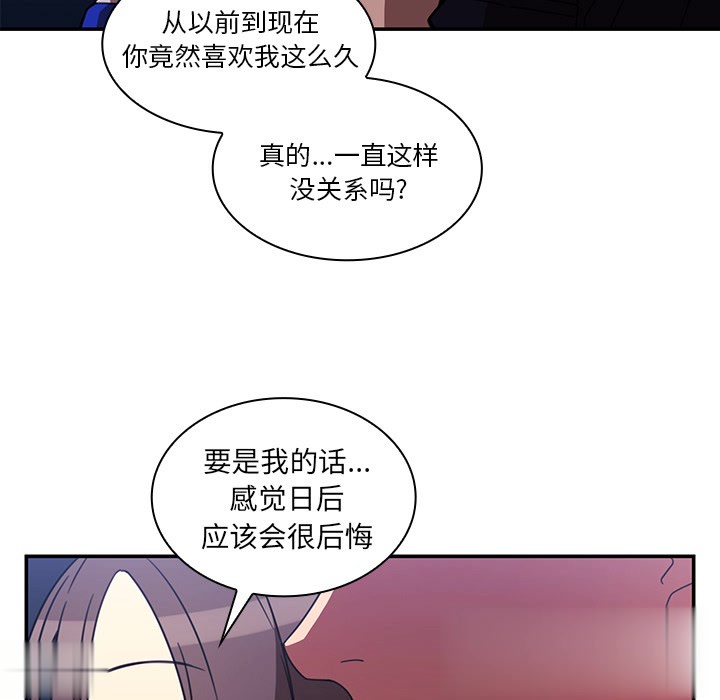 从以前到现在
你竟然喜欢我这么久
真的...一直这样
没关系吗?
要是我的话...
感觉日后
应该会很后悔